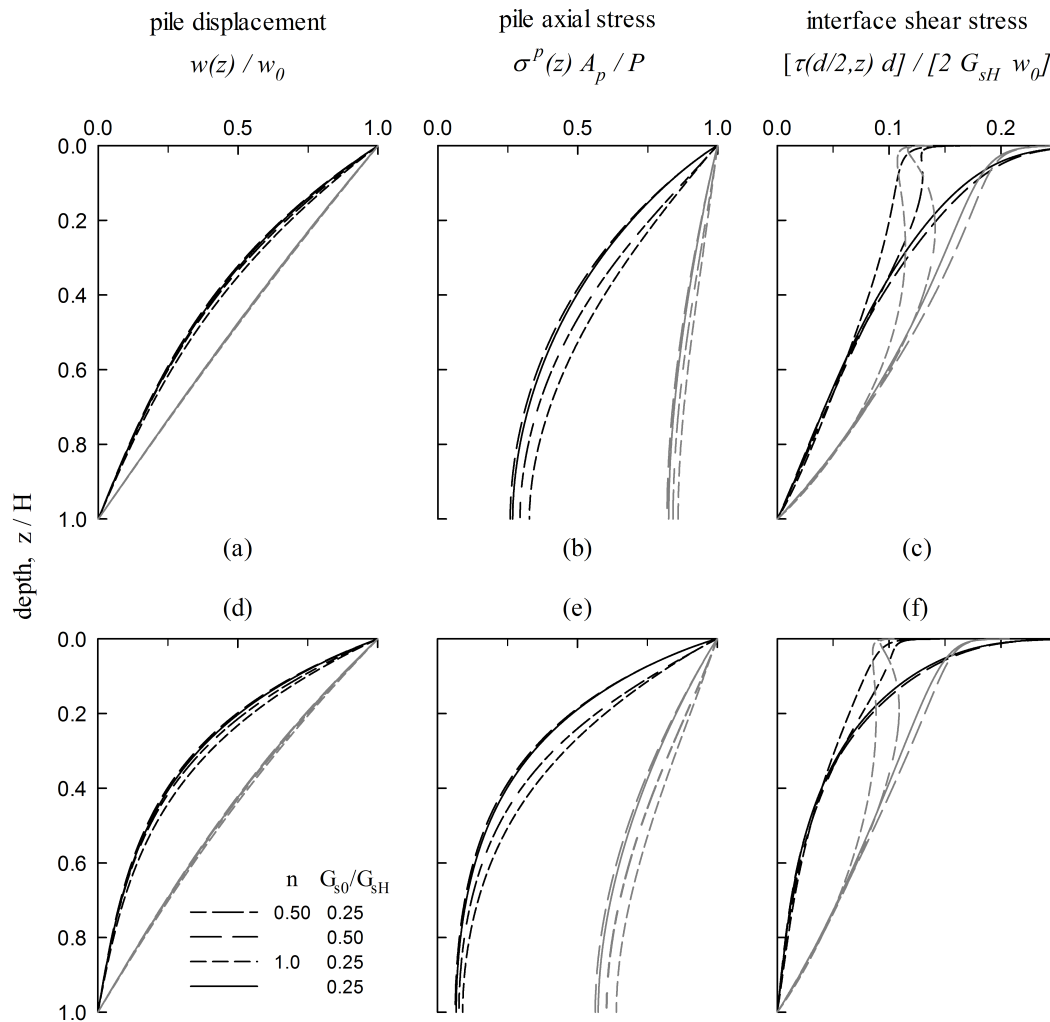 pile displacement pile axial stress interface shear stress
w(z) / w₀ σᵖ(z) Aₚ / P [τ(d/2,z) d] / [2 G_sH w₀]
0.0 0.5 1.0 0.0 0.5 1.0 0.0 0.1 0.2
0.0
0.2
0.4
0.6
0.8
1.0
(a) (b) (c)
depth, z / H
(d) (e) (f)
0.0
0.2
0.4
0.6
0.8
1.0
n G_s0/G_sH
0.50 0.25
0.50
1.0 0.25
0.25